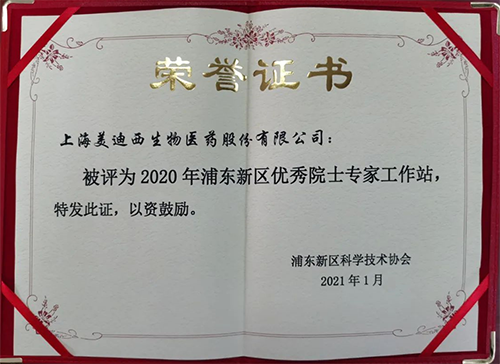 荣誉证书
上海美迪西生物医药股份有限公司：
被评为2020年浦东新区优秀院士专家工作站，
特发此证，以资鼓励。
浦东新区科学技术协会
2021年1月